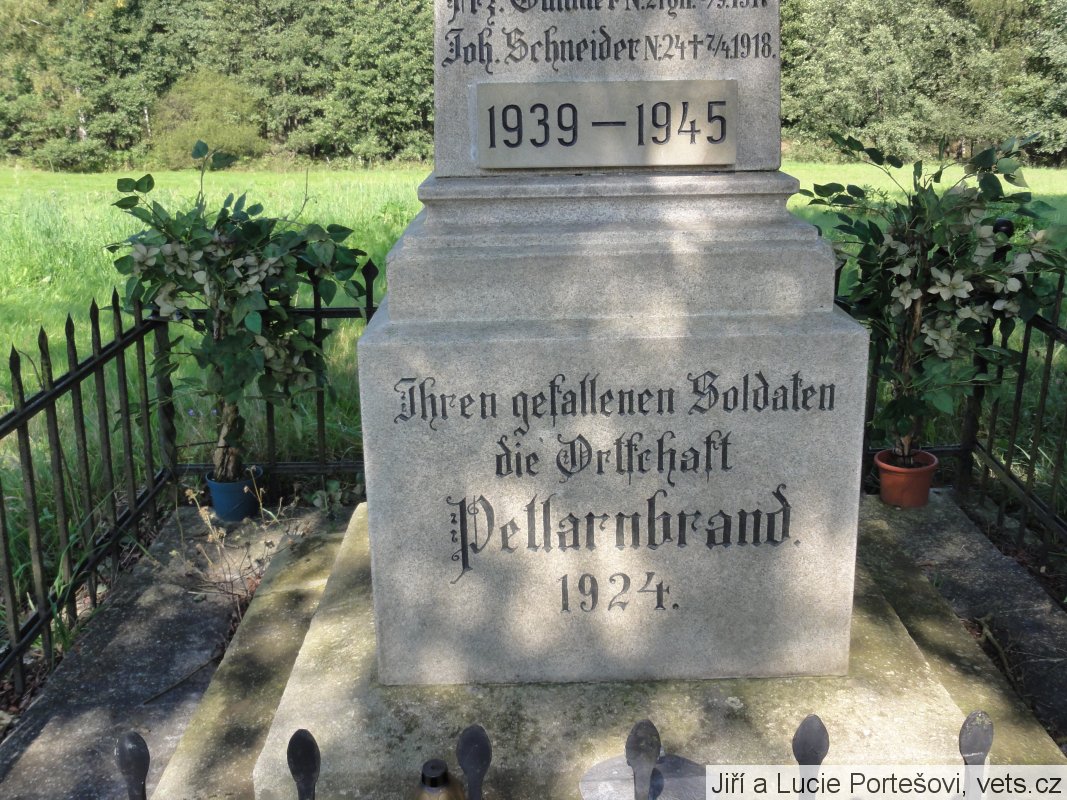 Joh. Schneider N: 24 † 7/4.1918.
1939 – 1945
Ihren gefallenen Soldaten
die Ortschaft
Petlarnbrand.
1924.
Jiří a Lucie Portešovi, vets.cz